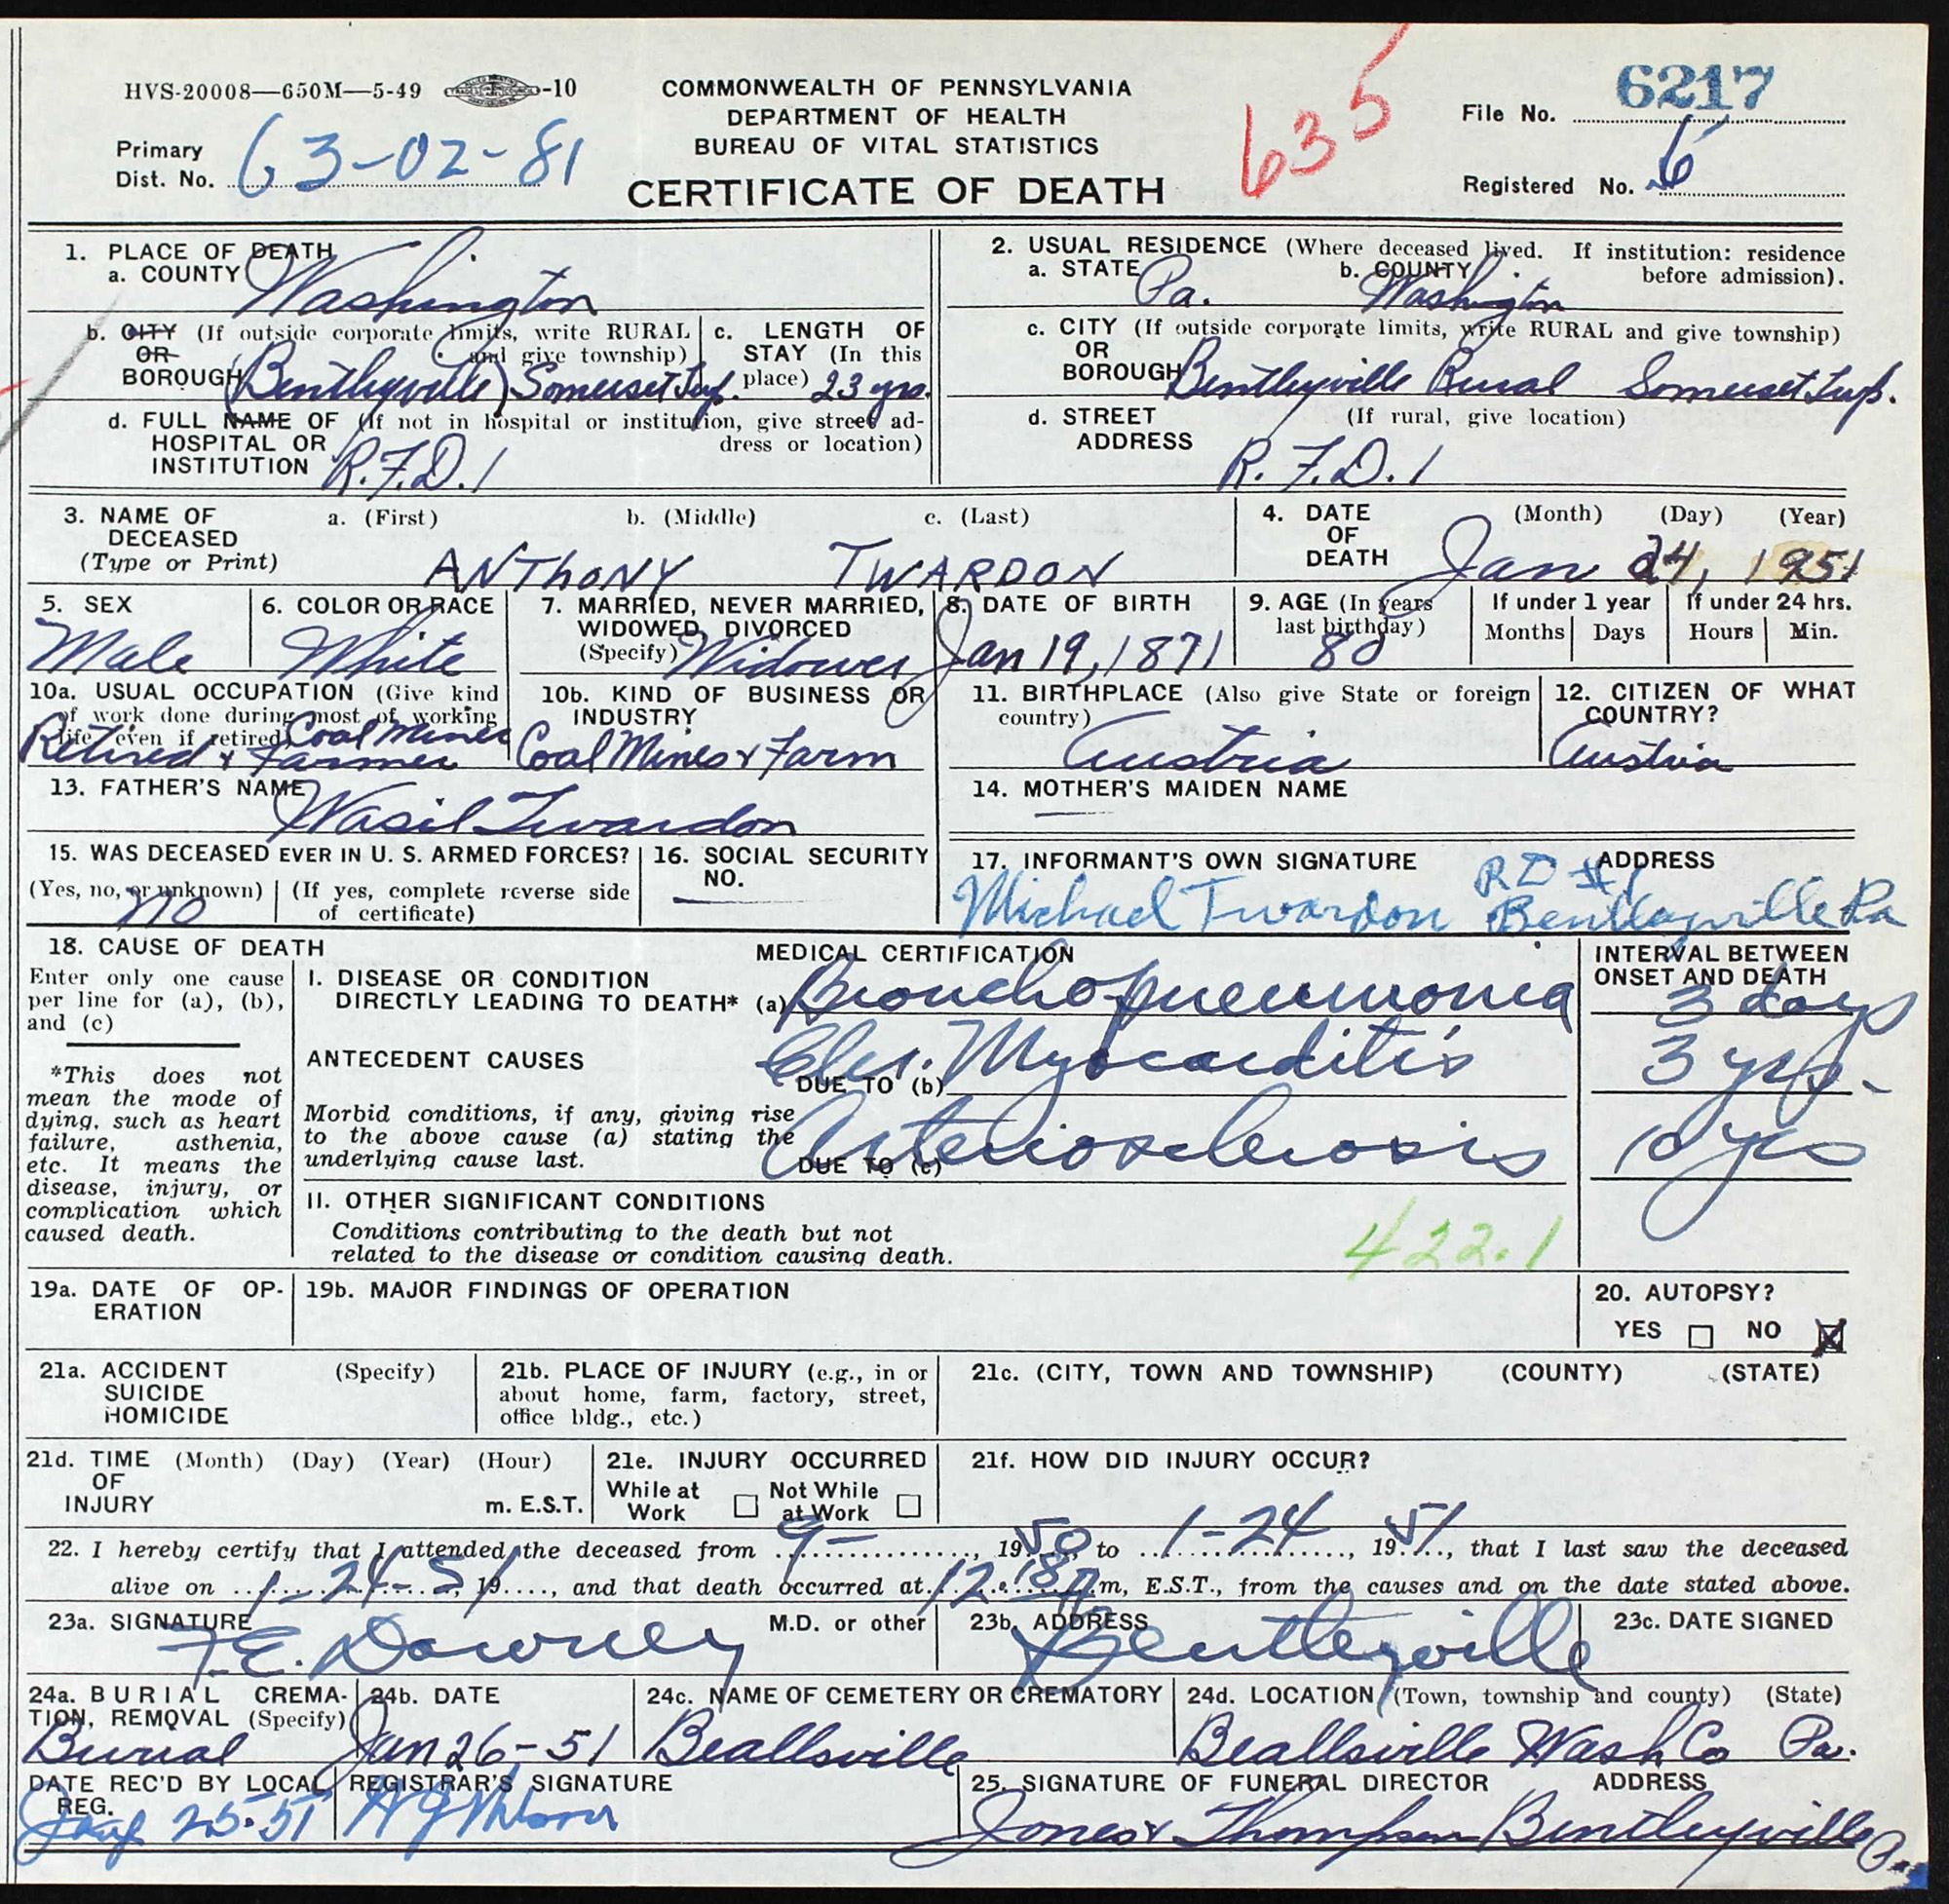 HVS-20008—650M—5-49 -10
COMMONWEALTH OF PENNSYLVANIA
DEPARTMENT OF HEALTH
BUREAU OF VITAL STATISTICS
CERTIFICATE OF DEATH
635
File No. 6217
Primary
Dist. No. 63-02-81
Registered No. 6
1. PLACE OF DEATH
a. COUNTY Washington
b. CITY (If outside corporate limits, write RURAL
OR and give township)
BOROUGH (Bentleyville) Somerset Twp.
c. LENGTH OF
STAY (In this
place) 23 yrs.
d. FULL NAME OF (If not in hospital or institution, give street ad-
HOSPITAL OR dress or location)
INSTITUTION R.F.D. 1
2. USUAL RESIDENCE (Where deceased lived. If institution: residence
a. STATE Pa. b. COUNTY Washington before admission).
c. CITY (If outside corporate limits, write RURAL and give township)
OR
BOROUGH Bentleyville Rural Somerset Twp.
d. STREET (If rural, give location)
ADDRESS R.F.D. 1
3. NAME OF a. (First) b. (Middle) c. (Last)
DECEASED
(Type or Print) ANTHONY TWARDON
4. DATE (Month) (Day) (Year)
OF
DEATH Jan 24, 1951
5. SEX
Male
6. COLOR OR RACE
White
7. MARRIED, NEVER MARRIED,
WIDOWED, DIVORCED
(Specify) Widower
8. DATE OF BIRTH
Jan 19, 1871
9. AGE (In years
last birthday)
80
If under 1 year
Months Days
If under 24 hrs.
Hours Min.
10a. USUAL OCCUPATION (Give kind
of work done during most of working
life, even if retired) Coal Miner
Retired & Farmer
10b. KIND OF BUSINESS OR
INDUSTRY
Coal Mines & Farm
11. BIRTHPLACE (Also give State or foreign
country)
Austria
12. CITIZEN OF WHAT
COUNTRY?
Austria
13. FATHER'S NAME
Wasil Twardon
14. MOTHER'S MAIDEN NAME
—
15. WAS DECEASED EVER IN U. S. ARMED FORCES?
(Yes, no, or unknown) (If yes, complete reverse side
no of certificate)
16. SOCIAL SECURITY
NO.
—
17. INFORMANT'S OWN SIGNATURE ADDRESS
RD #1
Michael Twardon Bentleyville Pa
18. CAUSE OF DEATH
Enter only one cause
per line for (a), (b),
and (c)
*This does not
mean the mode of
dying, such as heart
failure, asthenia,
etc. It means the
disease, injury, or
complication which
caused death.
MEDICAL CERTIFICATION
I. DISEASE OR CONDITION
DIRECTLY LEADING TO DEATH* (a) Bronchopneumonia
ANTECEDENT CAUSES
DUE TO (b) Myocarditis
Morbid conditions, if any, giving rise
to the above cause (a) stating the
underlying cause last.
DUE TO (c) Arteriosclerosis
INTERVAL BETWEEN
ONSET AND DEATH
3 days
3 yrs.
10 yrs
II. OTHER SIGNIFICANT CONDITIONS
Conditions contributing to the death but not
related to the disease or condition causing death.
422.1
19a. DATE OF OP-
ERATION
19b. MAJOR FINDINGS OF OPERATION
20. AUTOPSY?
YES NO X
21a. ACCIDENT (Specify)
SUICIDE
HOMICIDE
21b. PLACE OF INJURY (e.g., in or
about home, farm, factory, street,
office bldg., etc.)
21c. (CITY, TOWN AND TOWNSHIP) (COUNTY) (STATE)
21d. TIME (Month) (Day) (Year) (Hour)
OF
INJURY m. E.S.T.
21e. INJURY OCCURRED
While at Not While
Work at Work
21f. HOW DID INJURY OCCUR?
22. I hereby certify that I attended the deceased from 9-, 1950, to 1-24, 1951, that I last saw the deceased
alive on 1-24-51, 19...., and that death occurred at m, E.S.T., from the causes and on the date stated above.
23a. SIGNATURE M.D. or other
F.E. Downey
23b. ADDRESS
Bentleyville
23c. DATE SIGNED
24a. BURIAL CREMA-
TION, REMOVAL (Specify)
Burial
24b. DATE
Jan 26-51
24c. NAME OF CEMETERY OR CREMATORY
Beallsville
24d. LOCATION (Town, township and county) (State)
Beallsville Wash Co Pa.
DATE REC'D BY LOCAL
REG.
25-51
REGISTRAR'S SIGNATURE
25. SIGNATURE OF FUNERAL DIRECTOR ADDRESS
Jones & Thompson Bentleyville Pa.